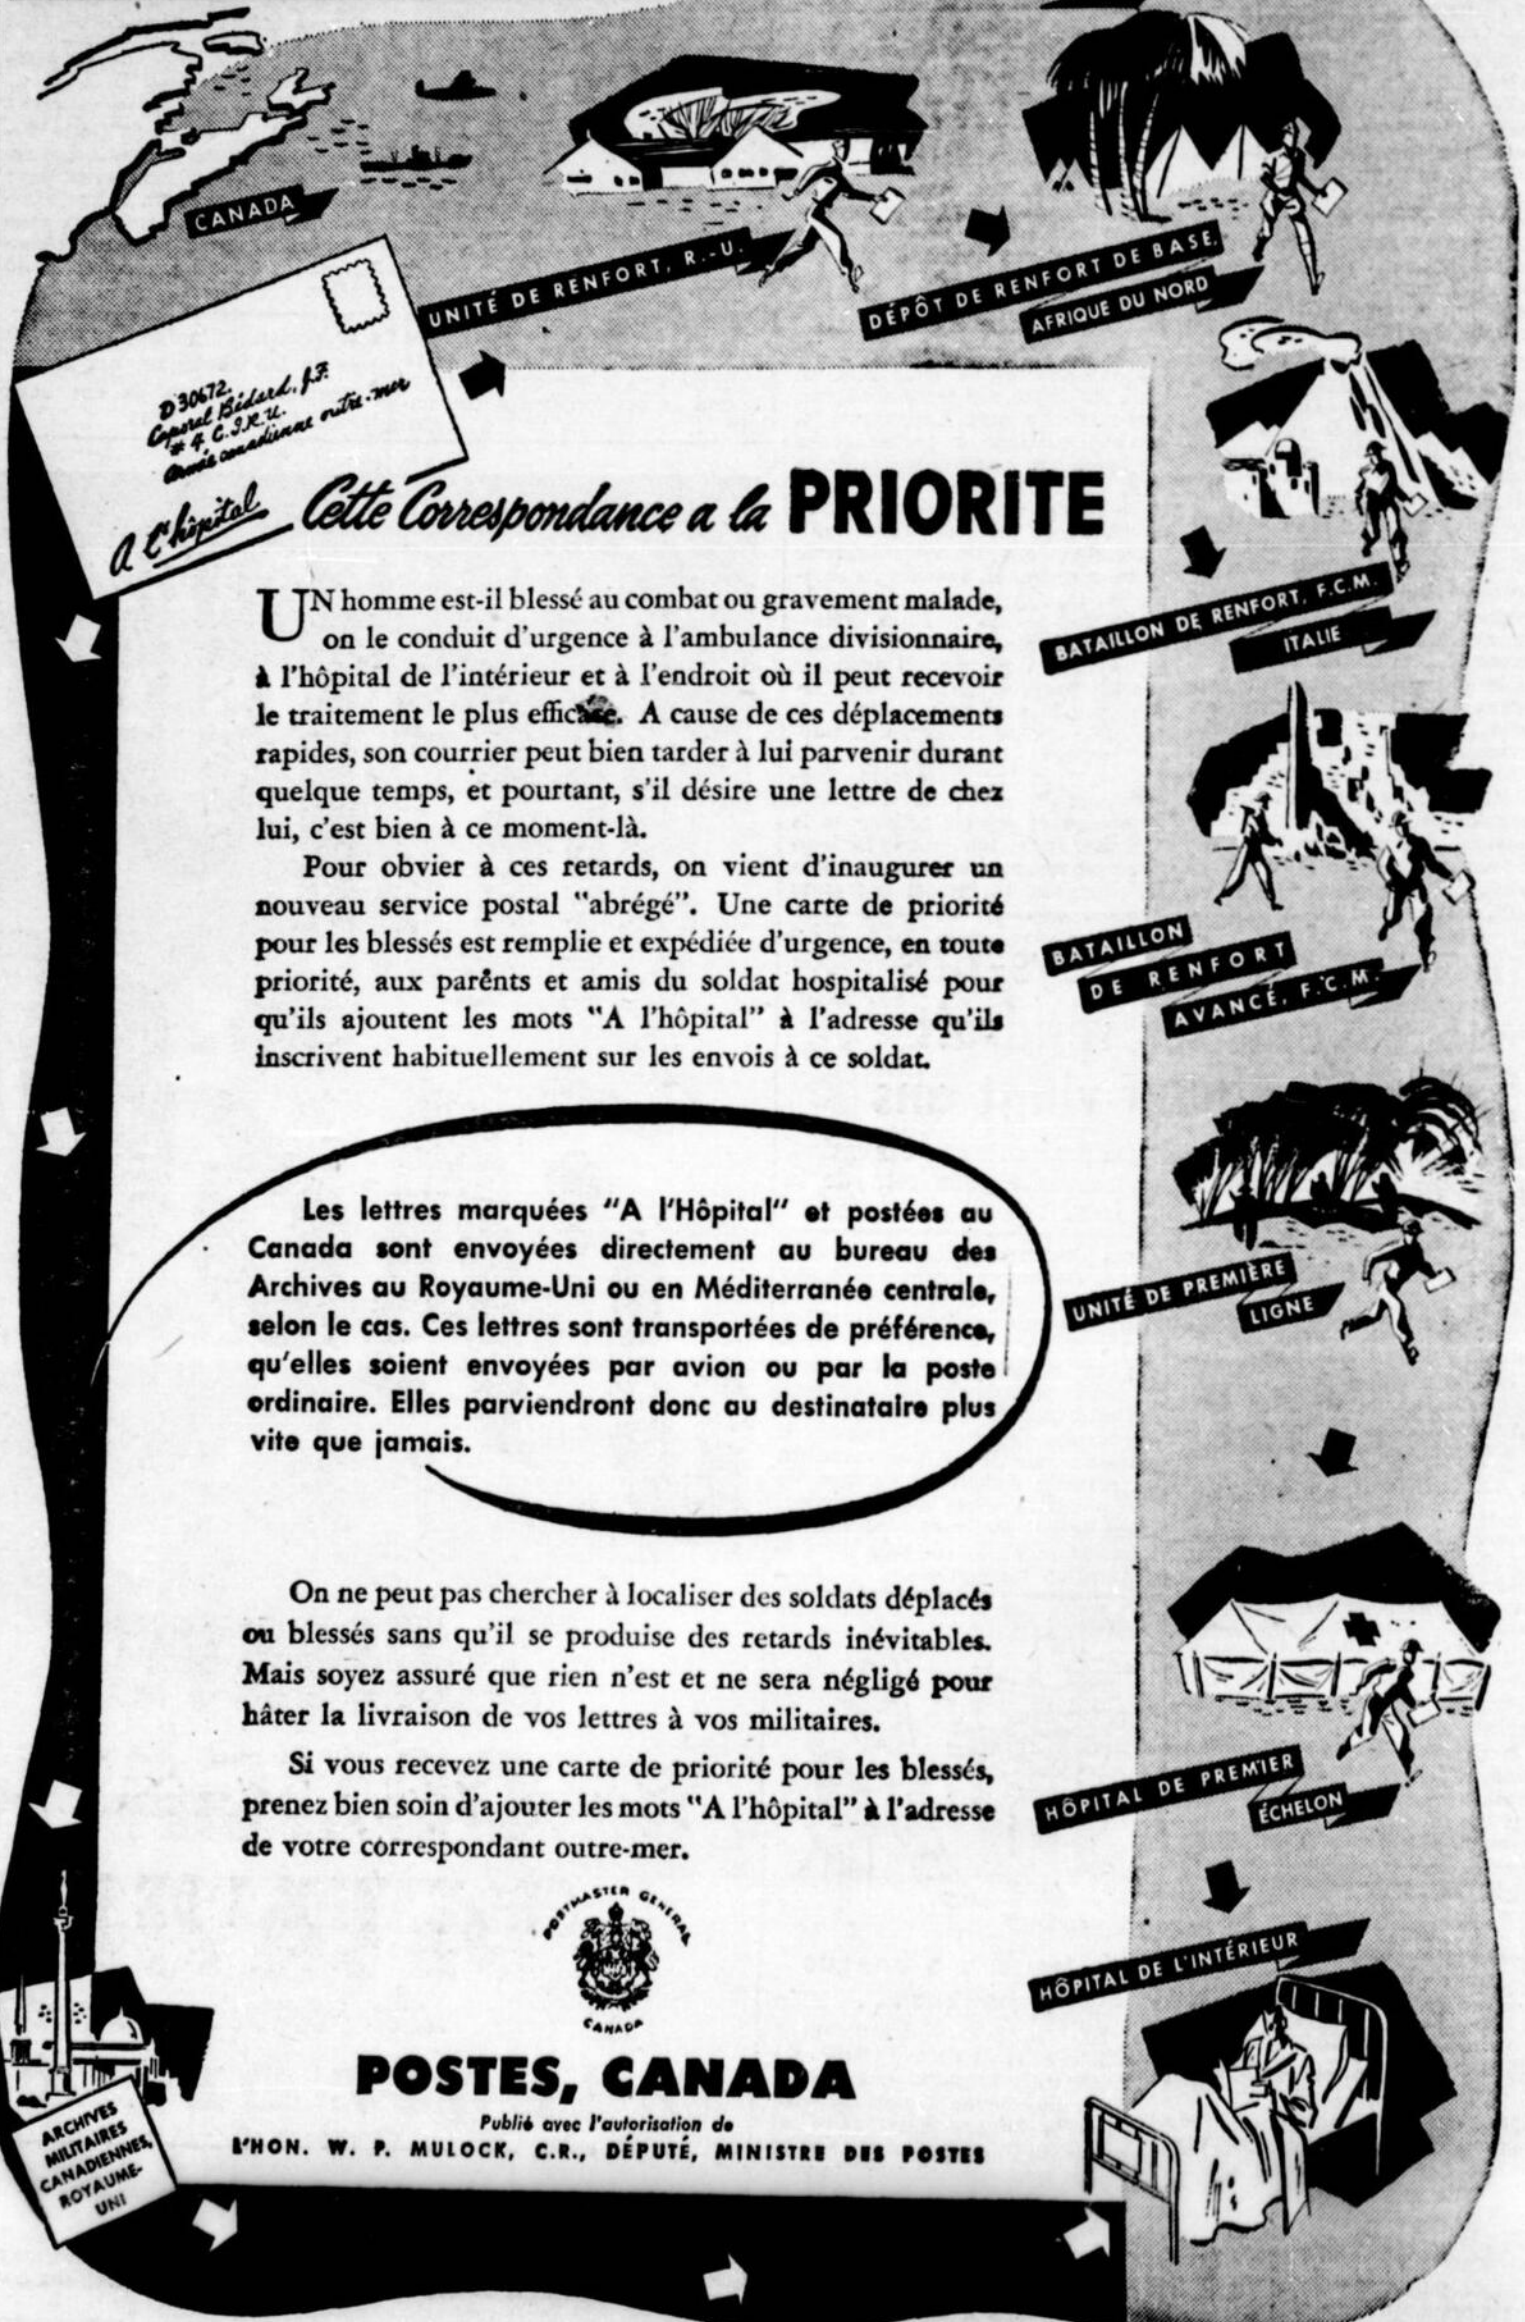 CANADA
UNITÉ DE RENFORT, R.-U.
DÉPÔT DE RENFORT DE BASE,
AFRIQUE DU NORD
D 30672.
Caporal Bédard, J.F.
# 4 C.I.R.U.
Armée canadienne outre-mer
A l'hôpital
Cette Correspondance a la PRIORITE
UN homme est-il blessé au combat ou gravement malade,
on le conduit d'urgence à l'ambulance divisionnaire,
à l'hôpital de l'intérieur et à l'endroit où il peut recevoir
le traitement le plus efficace. A cause de ces déplacements
rapides, son courrier peut bien tarder à lui parvenir durant
quelque temps, et pourtant, s'il désire une lettre de chez
lui, c'est bien à ce moment-là.
Pour obvier à ces retards, on vient d'inaugurer un
nouveau service postal "abrégé". Une carte de priorité
pour les blessés est remplie et expédiée d'urgence, en toute
priorité, aux parents et amis du soldat hospitalisé pour
qu'ils ajoutent les mots "A l'hôpital" à l'adresse qu'ils
inscrivent habituellement sur les envois à ce soldat.
Les lettres marquées "A l'Hôpital" et postées au
Canada sont envoyées directement au bureau des
Archives au Royaume-Uni ou en Méditerranée centrale,
selon le cas. Ces lettres sont transportées de préférence,
qu'elles soient envoyées par avion ou par la poste
ordinaire. Elles parviendront donc au destinataire plus
vite que jamais.
On ne peut pas chercher à localiser des soldats déplacés
ou blessés sans qu'il se produise des retards inévitables.
Mais soyez assuré que rien n'est et ne sera négligé pour
hâter la livraison de vos lettres à vos militaires.
Si vous recevez une carte de priorité pour les blessés,
prenez bien soin d'ajouter les mots "A l'hôpital" à l'adresse
de votre correspondant outre-mer.
POSTMASTER GENERAL
CANADA
POSTES, CANADA
Publié avec l'autorisation de
L'HON. W. P. MULOCK, C.R., DÉPUTÉ, MINISTRE DES POSTES
BATAILLON DE RENFORT, F.C.M.
ITALIE
BATAILLON
DE RENFORT
AVANCÉ, F.C.M.
UNITÉ DE PREMIÈRE
LIGNE
HÔPITAL DE PREMIER
ÉCHELON
HÔPITAL DE L'INTÉRIEUR
ARCHIVES
MILITAIRES
CANADIENNES,
ROYAUME-
UNI